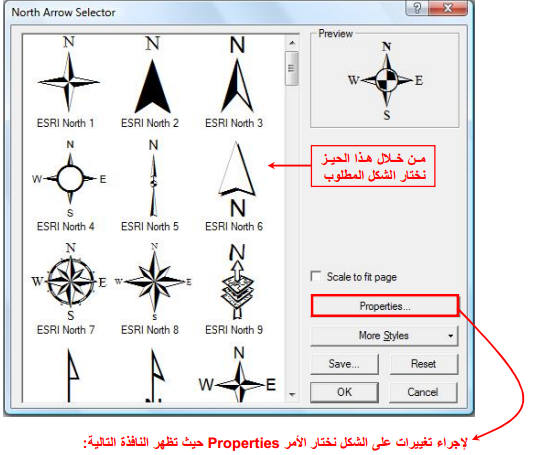 North Arrow Selector
N
N
N
ESRI North 1
ESRI North 2
ESRI North 3
N
W
E
S
N
N
ESRI North 4
ESRI North 5
ESRI North 6
N
W
E
S
N
W
E
S
N
ESRI North 7
ESRI North 8
ESRI North 9
N
W
E
Preview
N
W
E
S
من خلال هذا الحيز
نختار الشكل المطلوب
Scale to fit page
Properties...
More Styles
Save...
Reset
OK
Cancel
لإجراء تغييرات على الشكل نختار الأمر Properties حيث تظهر النافذة التالية: